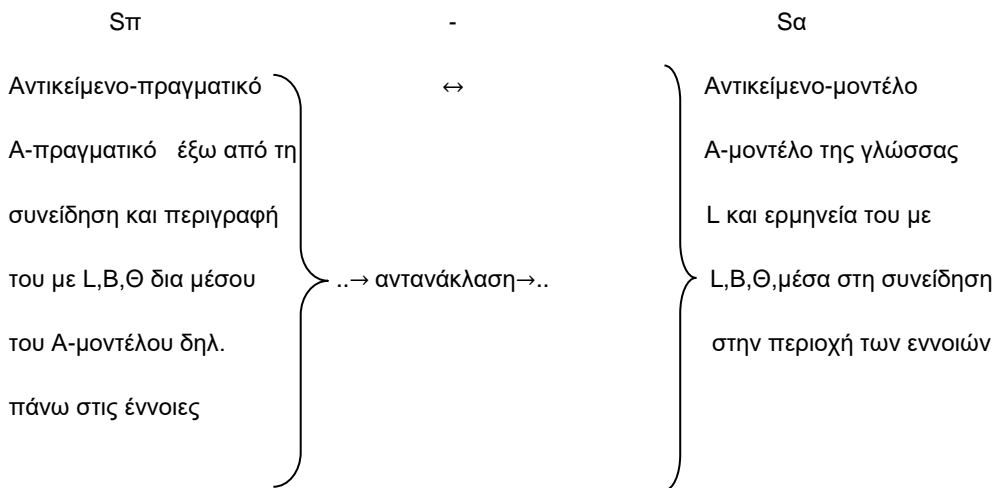 Sπ - Sα
Αντικείμενο-πραγματικό ↔ Αντικείμενο-μοντέλο
Α-πραγματικό έξω από τη Α-μοντέλο της γλώσσας
συνείδηση και περιγραφή L και ερμηνεία του με
του με L,Β,Θ δια μέσου ..→ αντανάκλαση→.. L,Β,Θ,μέσα στη συνείδηση
του Α-μοντέλου δηλ. στην περιοχή των εννοιών
πάνω στις έννοιες